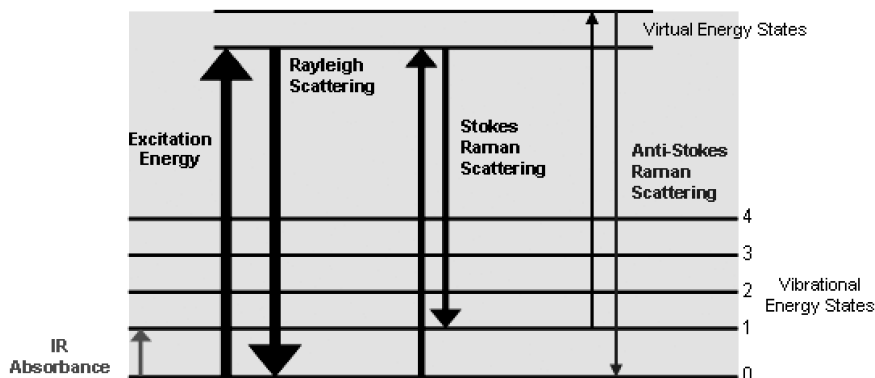 Virtual Energy States
Rayleigh
Scattering
Excitation
Energy
Stokes
Raman
Scattering
Anti-Stokes
Raman
Scattering
4
3
2
Vibrational
Energy States
1
IR
Absorbance
0